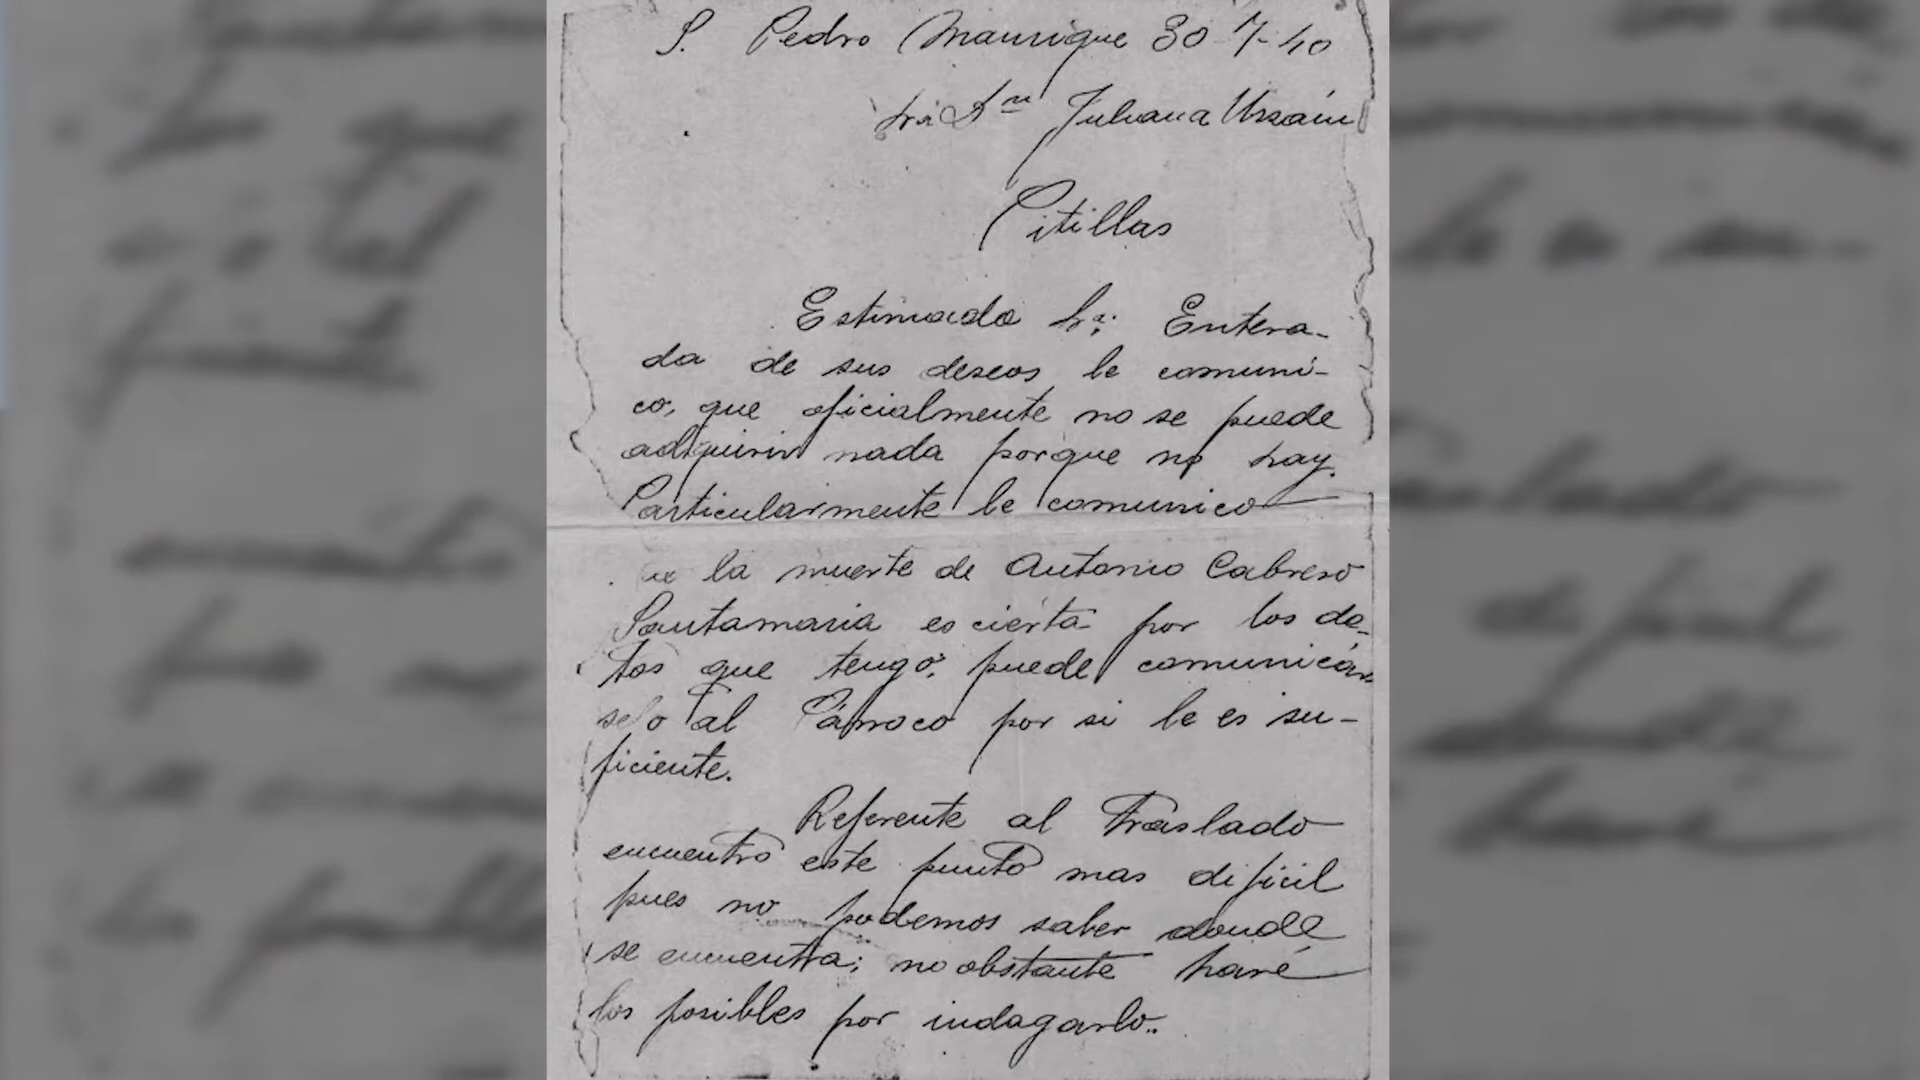 S. Pedro Manrique 30-7-40
Sra Dña Juliana Uszáin
Pitillas
Estimada Sra: Entera-
da de sus deseos le comuni-
co, que oficialmente no se puede
adquirir nada porque no hay.
Particularmente le comunico
la muerte de Antonio Cabrero
Santamaria es cierta por los da-
tos que tengo; puede comunicár
selo al Párroco por si le es su-
ficiente.
Referente al Traslado
encuentro este punto mas dificil
pues no podemos saber donde
se encuentra; no obstante haré
los posibles por indagarlo..